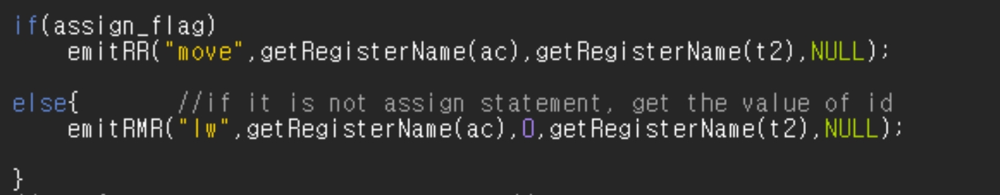 if(assign_flag)
    emitRR("move",getRegisterName(ac),getRegisterName(t2),NULL);
else{       //if it is not assign statement, get the value of id
    emitRMR("lw",getRegisterName(ac),0,getRegisterName(t2),NULL);
}